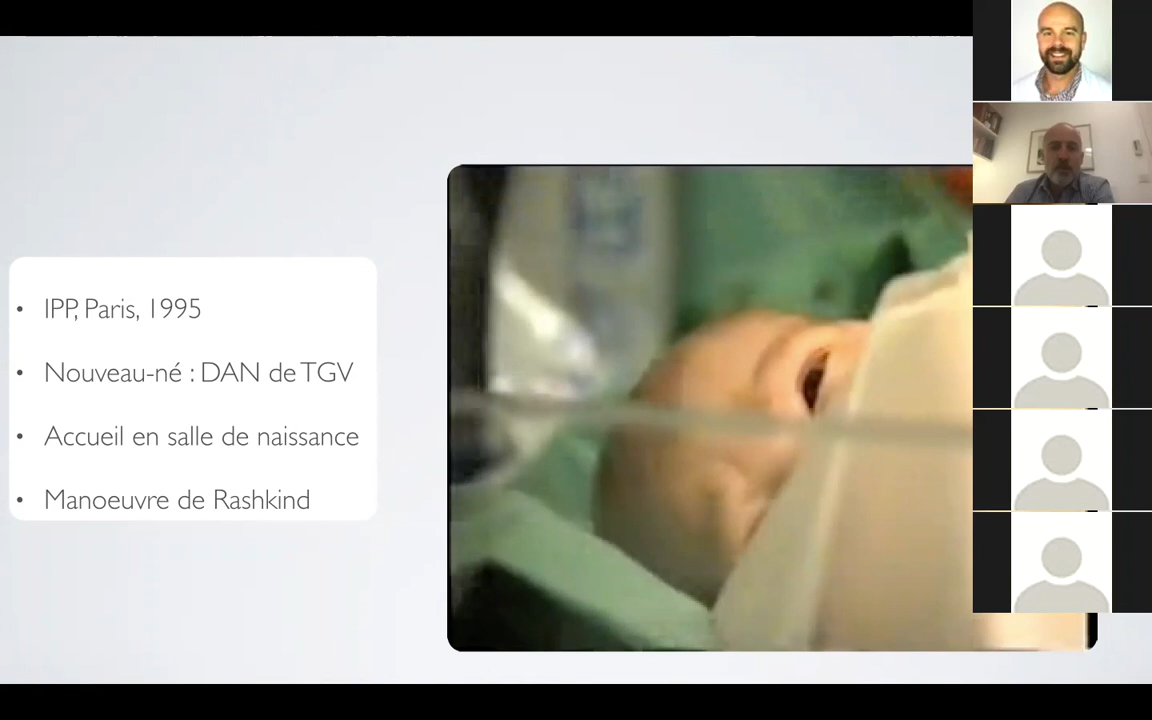 • IPP, Paris, 1995
• Nouveau-né : DAN de TGV
• Accueil en salle de naissance
• Manoeuvre de Rashkind